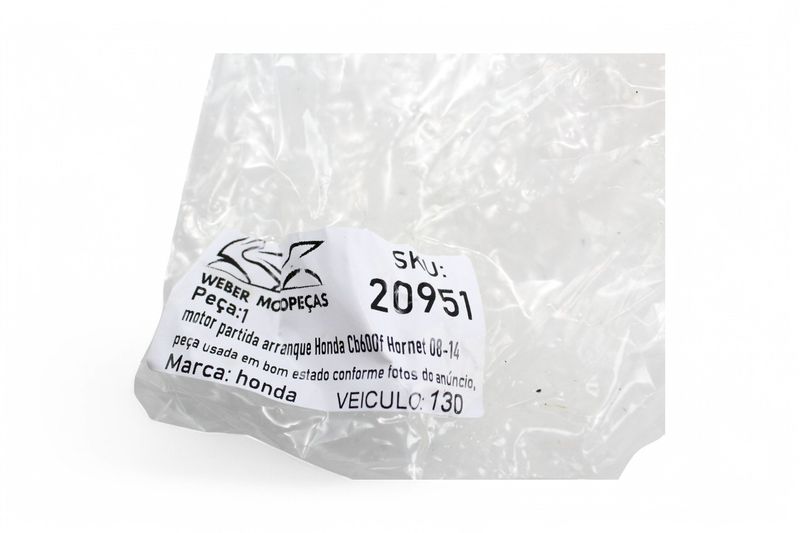 WEBER MOTOPEÇAS
SKU:
20951
Peça:1
motor partida arranque Honda Cb600f Hornet 08-14
peça usada em bom estado conforme fotos do anúncio,
Marca: honda
VEICULO: 130